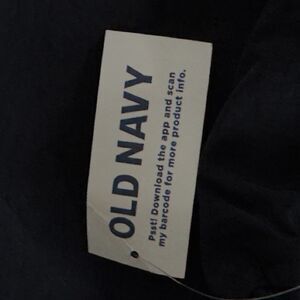 OLD NAVY
Psst! Download the app and scan
my barcode for more product info.